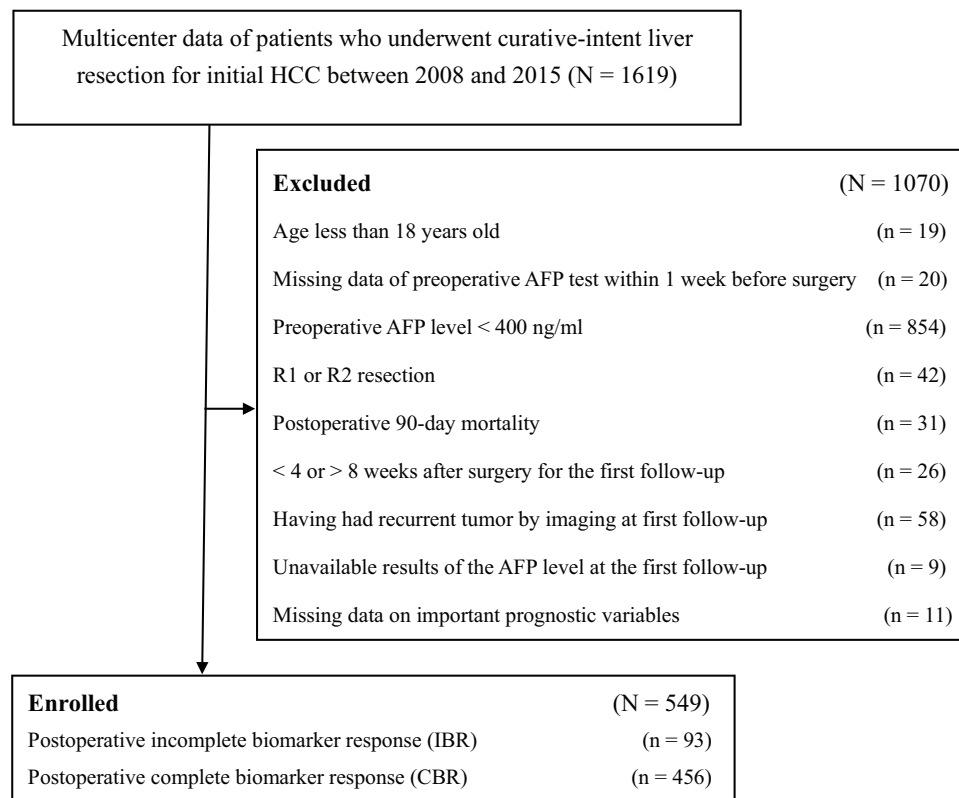 Multicenter data of patients who underwent curative-intent liver
resection for initial HCC between 2008 and 2015 (N = 1619)
Excluded (N = 1070)
Age less than 18 years old (n = 19)
Missing data of preoperative AFP test within 1 week before surgery (n = 20)
Preoperative AFP level < 400 ng/ml (n = 854)
R1 or R2 resection (n = 42)
Postoperative 90-day mortality (n = 31)
< 4 or > 8 weeks after surgery for the first follow-up (n = 26)
Having had recurrent tumor by imaging at first follow-up (n = 58)
Unavailable results of the AFP level at the first follow-up (n = 9)
Missing data on important prognostic variables (n = 11)
Enrolled (N = 549)
Postoperative incomplete biomarker response (IBR) (n = 93)
Postoperative complete biomarker response (CBR) (n = 456)